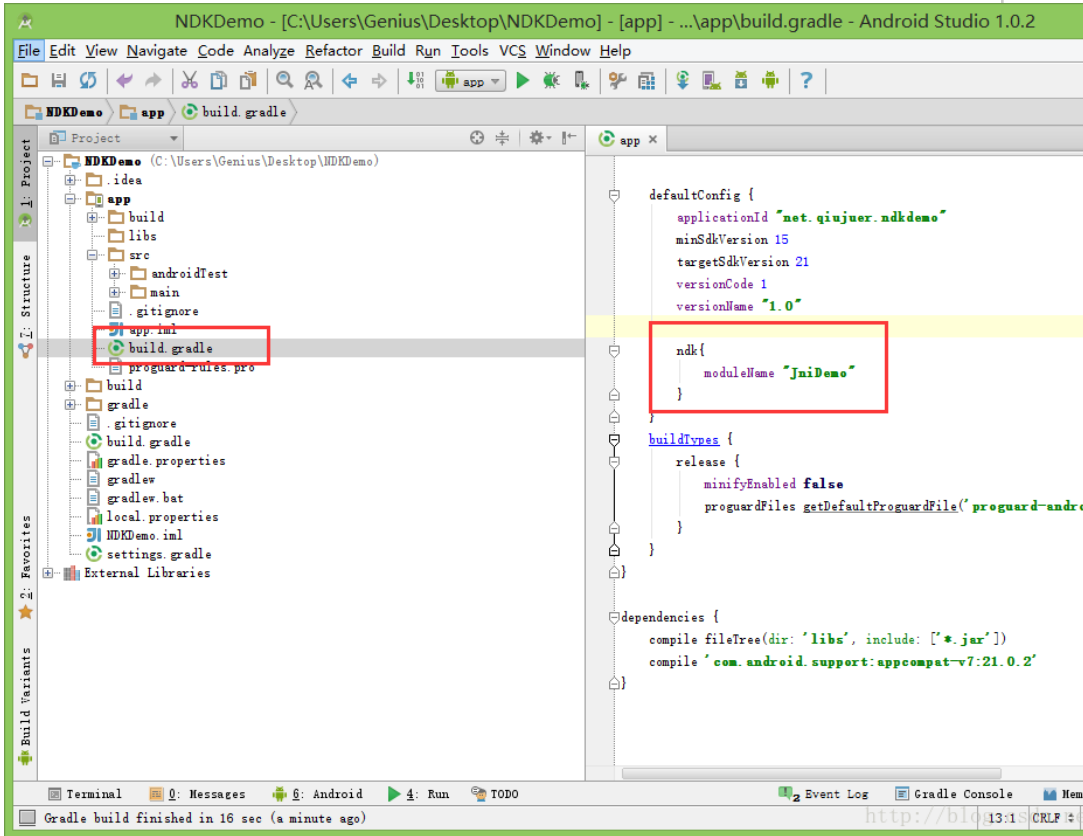 NDKDemo - [C:\Users\Genius\Desktop\NDKDemo] - [app] - ...\app\build.gradle - Android Studio 1.0.2
File Edit View Navigate Code Analyze Refactor Build Run Tools VCS Window Help
app
NDKDemo app build.gradle
Project
app
1: Project
Z: Structure
2: Favorites
Build Variants
NDKDemo (C:\Users\Genius\Desktop\NDKDemo)
.idea
app
build
libs
src
androidTest
main
.gitignore
app.iml
build.gradle
proguard-rules.pro
build
gradle
.gitignore
build.gradle
gradle.properties
gradlew
gradlew.bat
local.properties
NDKDemo.iml
settings.gradle
External Libraries
defaultConfig {
applicationId "net.qiujuer.ndkdemo"
minSdkVersion 15
targetSdkVersion 21
versionCode 1
versionName "1.0"
ndk{
moduleName "JniDemo"
}
}
buildTypes {
release {
minifyEnabled false
proguardFiles getDefaultProguardFile('proguard-andro
}
}
}
dependencies {
compile fileTree(dir: 'libs', include: ['*.jar'])
compile 'com.android.support:appcompat-v7:21.0.2'
}
Terminal 0: Messages 6: Android 4: Run TODO 2 Event Log Gradle Console Mem
Gradle build finished in 16 sec (a minute ago) 13:1 CRLF